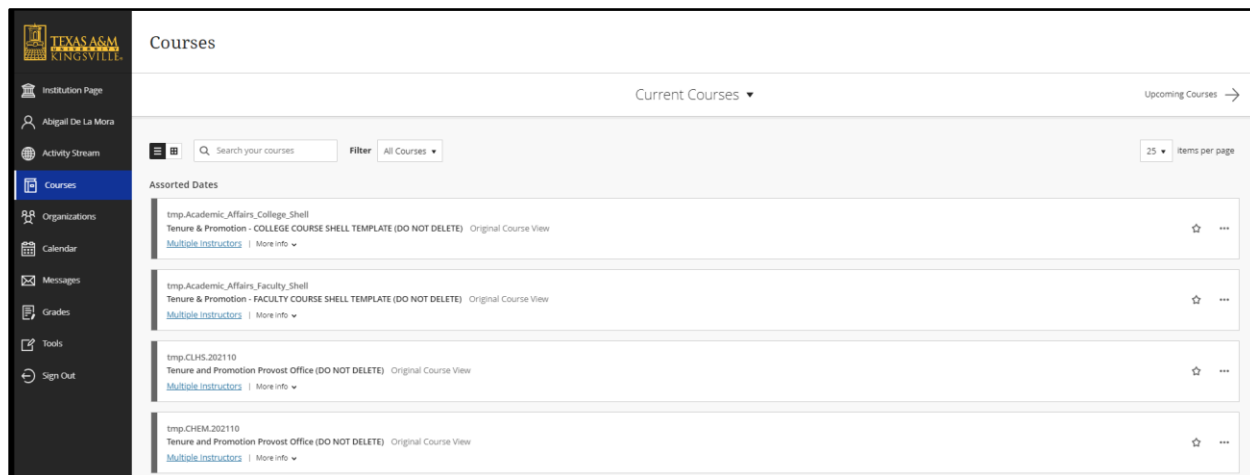 TEXAS A&M
UNIVERSITY
KINGSVILLE
Institution Page
Abigail De La Mora
Activity Stream
Courses
Organizations
Calendar
Messages
Grades
Tools
Sign Out
Courses
Current Courses
Upcoming Courses
Search your courses
Filter All Courses
25 items per page
Assorted Dates
tmp.Academic_Affairs_College_Shell
Tenure & Promotion - COLLEGE COURSE SHELL TEMPLATE (DO NOT DELETE) Original Course View
Multiple Instructors | More info
tmp.Academic_Affairs_Faculty_Shell
Tenure & Promotion - FACULTY COURSE SHELL TEMPLATE (DO NOT DELETE) Original Course View
Multiple Instructors | More info
tmp.CLHS.202110
Tenure and Promotion Provost Office (DO NOT DELETE) Original Course View
Multiple Instructors | More info
tmp.CHEM.202110
Tenure and Promotion Provost Office (DO NOT DELETE) Original Course View
Multiple Instructors | More info